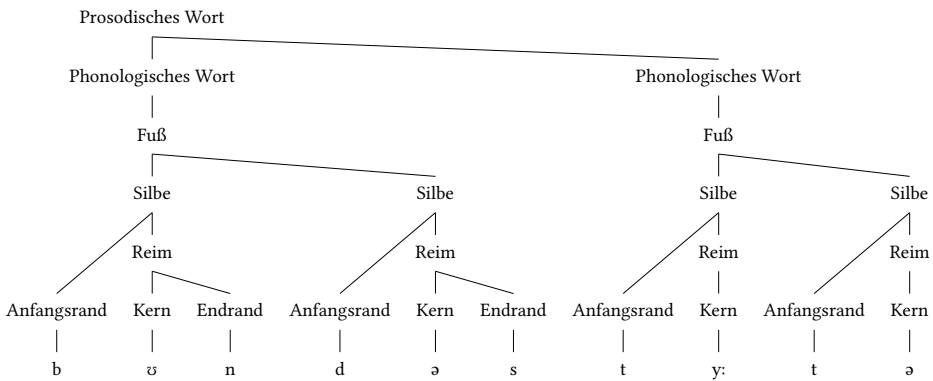 Prosodisches Wort
Phonologisches Wort Phonologisches Wort
Fuß Fuß
Silbe Silbe Silbe Silbe
Reim Reim Reim Reim
Anfangsrand Kern Endrand Anfangsrand Kern Endrand Anfangsrand Kern Anfangsrand Kern
b ʊ n d ə s t yː t ə